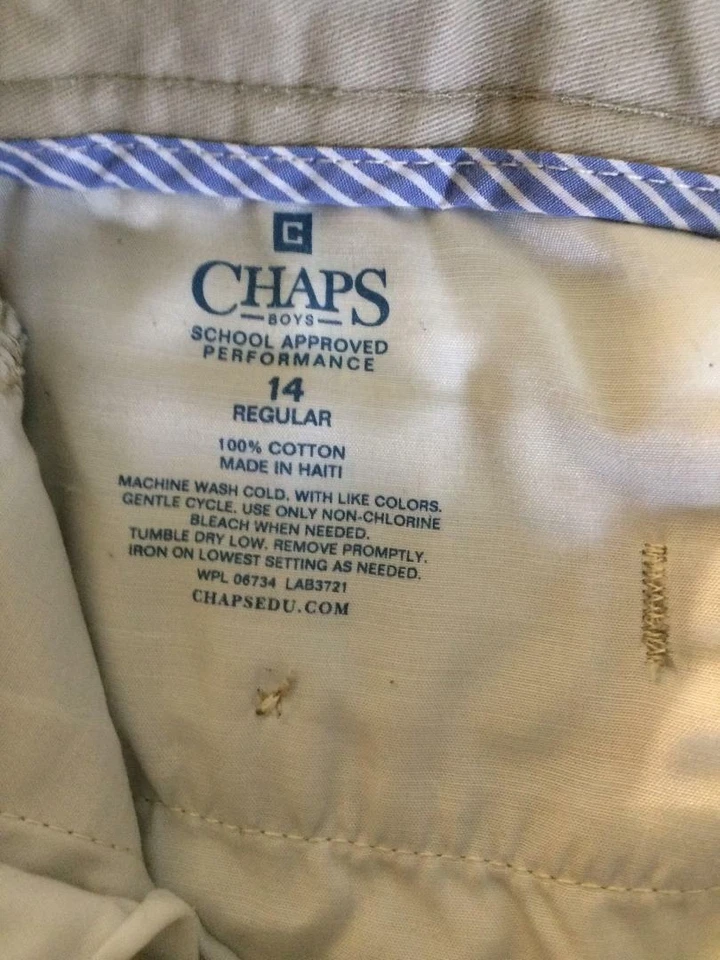 C
CHAPS
BOYS
SCHOOL APPROVED
PERFORMANCE
14
REGULAR
100% COTTON
MADE IN HAITI
MACHINE WASH COLD. WITH LIKE COLORS.
GENTLE CYCLE. USE ONLY NON-CHLORINE
BLEACH WHEN NEEDED.
TUMBLE DRY LOW. REMOVE PROMPTLY.
IRON ON LOWEST SETTING AS NEEDED.
WPL 06734 LAB3721
CHAPSEDU.COM